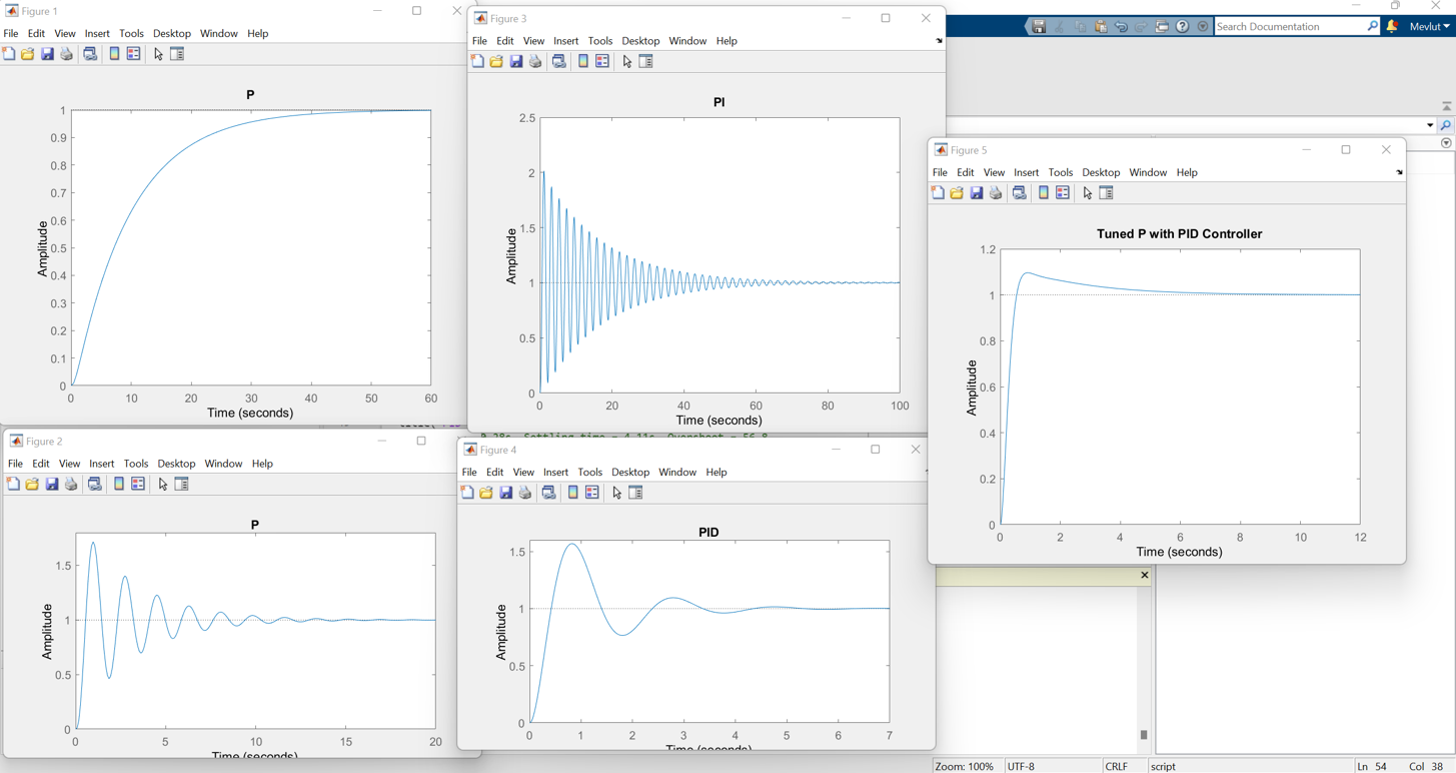 Figure 1
File Edit View Insert Tools Desktop Window Help
P
1
0.9
0.8
0.7
0.6
0.5
0.4
0.3
0.2
0.1
0
Amplitude
0 10 20 30 40 50 60
Time (seconds)
Figure 3
File Edit View Insert Tools Desktop Window Help
PI
2.5
2
1.5
1
0.5
0
Amplitude
0 20 40 60 80 100
Time (seconds)
Search Documentation
Mevlut
Figure 5
File Edit View Insert Tools Desktop Window Help
Tuned P with PID Controller
1.2
1
0.8
0.6
0.4
0.2
0
Amplitude
0 2 4 6 8 10 12
Time (seconds)
Figure 2
File Edit View Insert Tools Desktop Window Help
P
1.5
1
0.5
0
Amplitude
0 5 10 15 20
Time (seconds)
Figure 4
File Edit View Insert Tools Desktop Window Help
PID
1.5
1
0.5
0
Amplitude
0 1 2 3 4 5 6 7
Time (seconds)
Zoom: 100% UTF-8 CRLF script Ln 54 Col 38